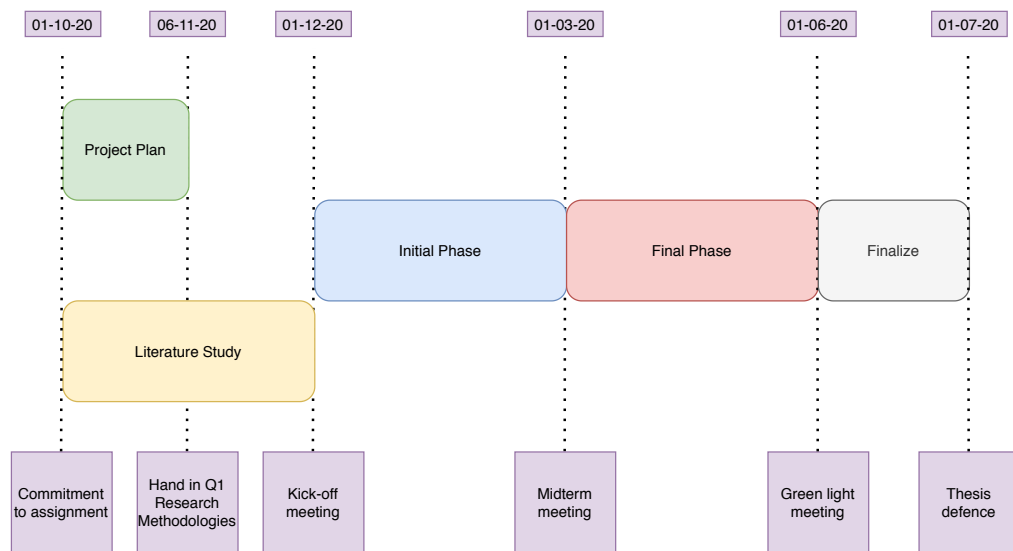 01-10-20
06-11-20
01-12-20
01-03-20
01-06-20
01-07-20
Project Plan
Initial Phase
Final Phase
Finalize
Literature Study
Commitment
to assignment
Hand in Q1
Research
Methodologies
Kick-off
meeting
Midterm
meeting
Green light
meeting
Thesis
defence